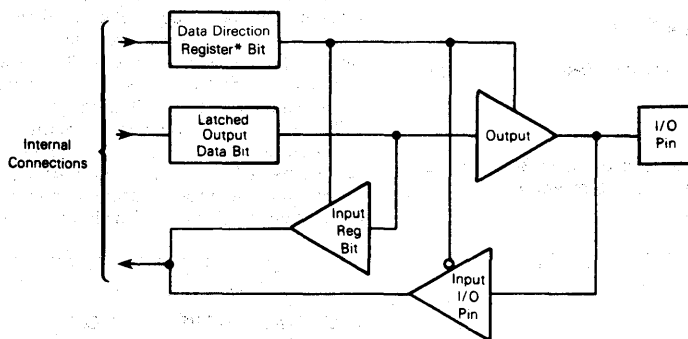 Data Direction
Register* Bit
Latched
Output
Data Bit
Internal
Connections
Output
I/O
Pin
Input
Reg
Bit
Input
I/O
Pin